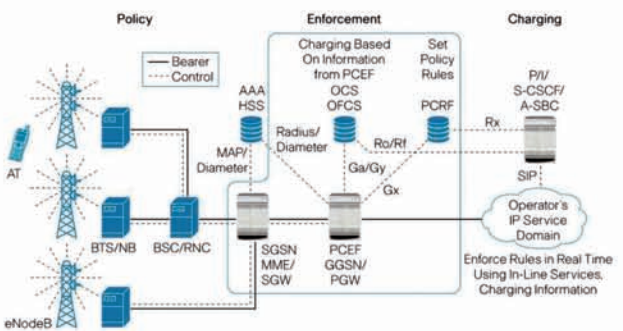 Policy
Enforcement
Charging
Bearer
Control
Charging Based
On Information
from PCEF
OCS
OFCS
Set
Policy
Rules
PCRF
P/I/
S-CSCF/
A-SBC
AAA
HSS
Radius/
Diameter
Ro/Rf
Rx
MAP/
Diameter
Ga/Gy
Gx
SIP
AT
BTS/NB
BSC/RNC
SGSN
MME/
SGW
PCEF
GGSN/
PGW
Operator's
IP Service
Domain
Enforce Rules in Real Time
Using In-Line Services,
Charging Information
eNodeB